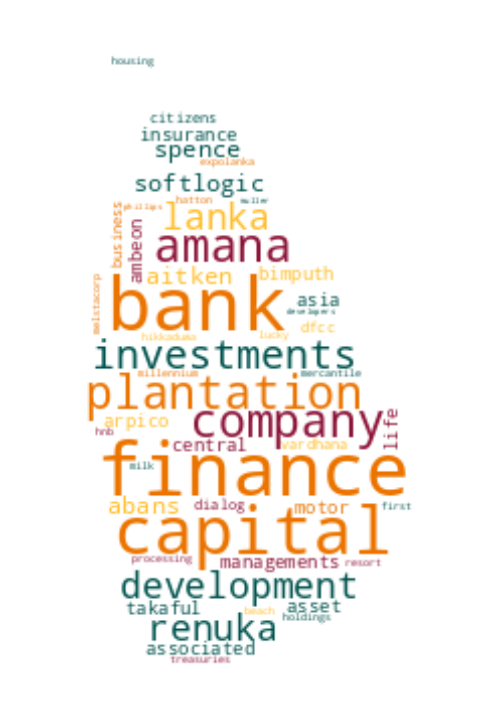 housing
citizens
insurance
spence
expolanka
softlogic
hatton
muller
phillips
business
lanka
ambeon
amana
aitken
bimputh
melstacorp
bank
asia
developers
dfcc
hikkaduwa
lucky
investments
millennium
mercantile
plantation
company
life
arpico
hnb
central
vardhana
finance
milk
abans
dialog
motor
first
capital
processing
managements
resort
development
takaful
beach
asset
holdings
renuka
associated
treasuries